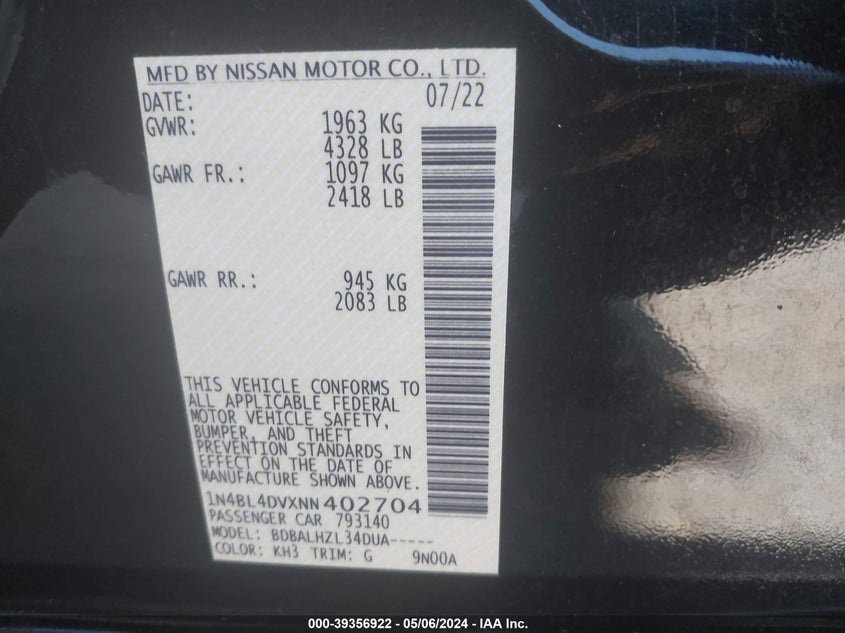 MFD BY NISSAN MOTOR CO., LTD.
DATE: 07/22
GVWR: 1963 KG
4328 LB
GAWR FR.: 1097 KG
2418 LB
GAWR RR.: 945 KG
2083 LB
THIS VEHICLE CONFORMS TO
ALL APPLICABLE FEDERAL
MOTOR VEHICLE SAFETY,
BUMPER, AND THEFT
PREVENTION STANDARDS IN
EFFECT ON THE DATE OF
MANUFACTURE SHOWN ABOVE.
1N4BL4DVXNN402704
PASSENGER CAR 793140
MODEL: BDBALHZL34DUA-----
COLOR: KH3 TRIM: G 9N00A
000-39356922 - 05/06/2024 - IAA Inc.